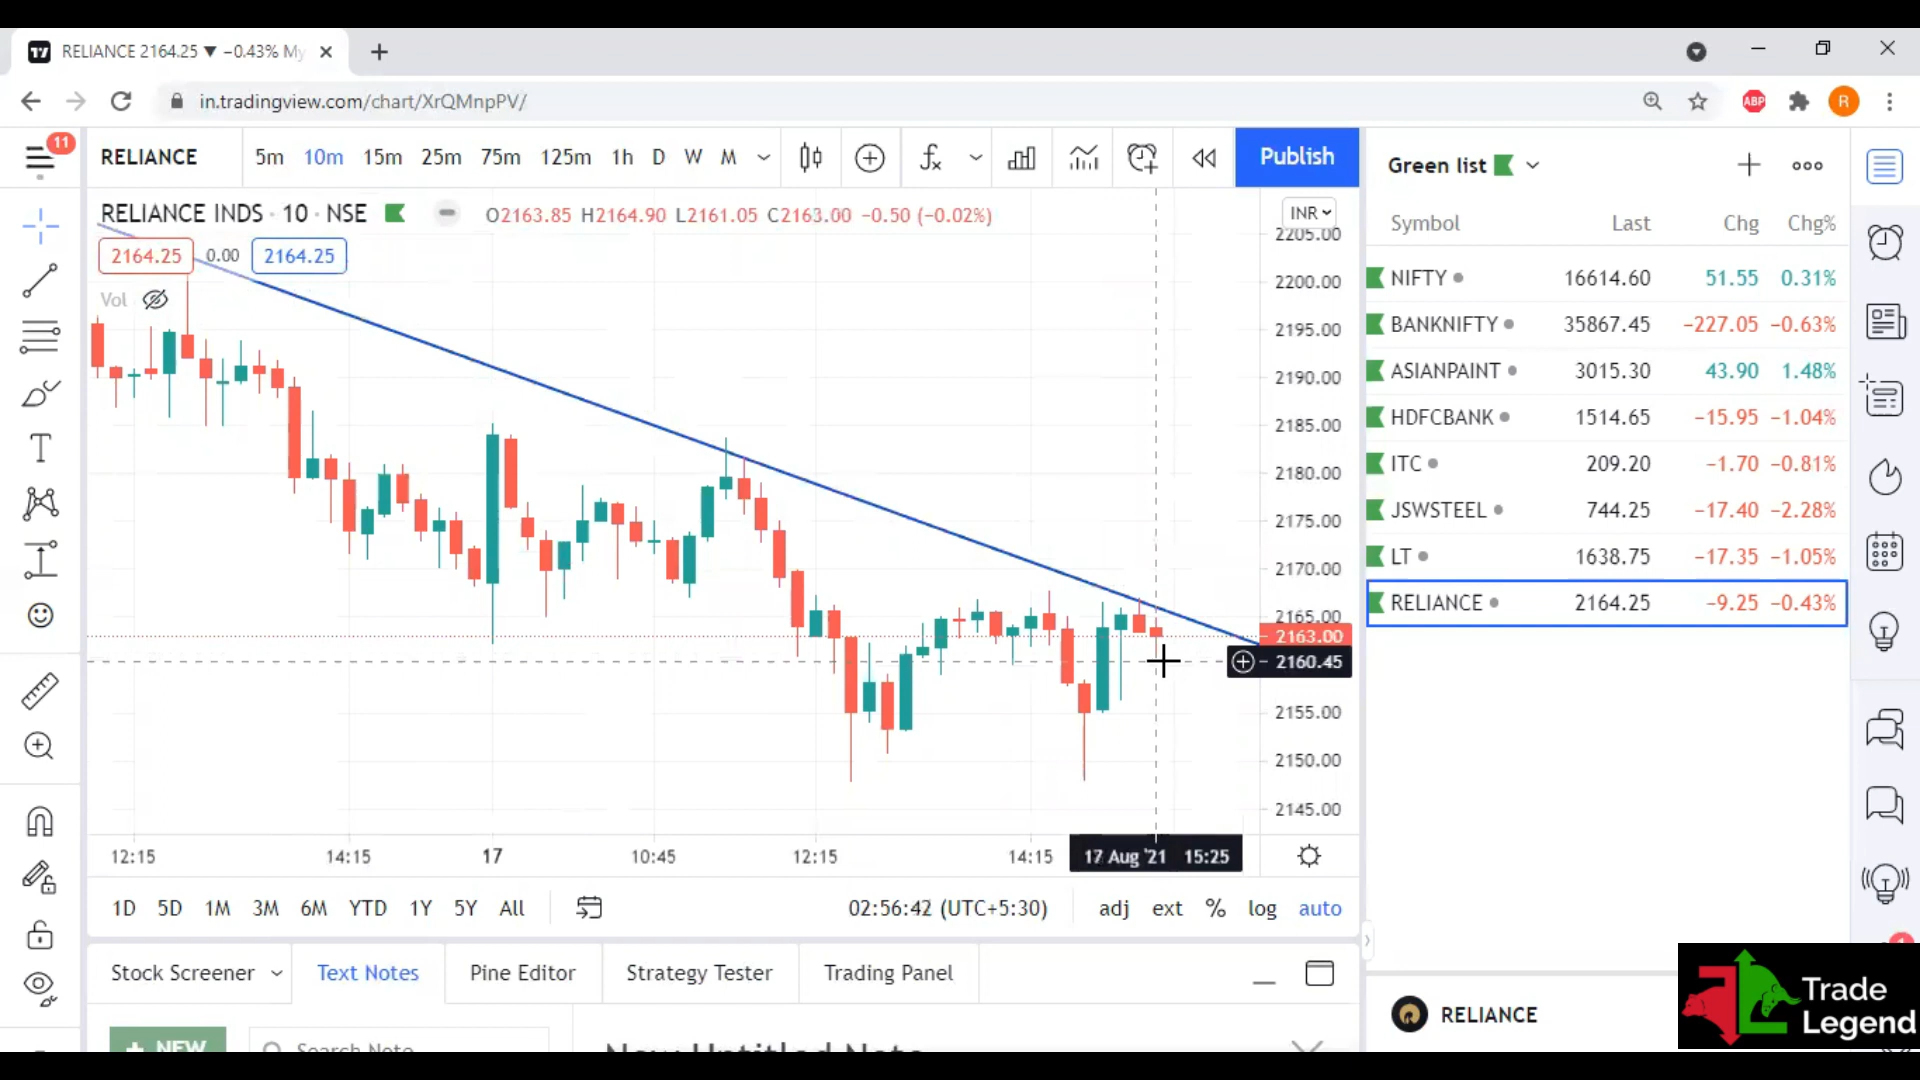 RELIANCE 2164.25 ▼ −0.43% My
in.tradingview.com/chart/XrQMnpPV/
ABP
R
11
RELIANCE
5m 10m 15m 25m 75m 125m 1h D W M
Publish
RELIANCE INDS · 10 · NSE
O2163.85 H2164.90 L2161.05 C2163.00 −0.50 (−0.02%)
INR
2164.25 0.00 2164.25
Vol
2205.00
2200.00
2195.00
2190.00
2185.00
2180.00
2175.00
2170.00
2165.00
2163.00
2160.45
2155.00
2150.00
2145.00
12:15 14:15 17 10:45 12:15 14:15 17 Aug '21 15:25
1D 5D 1M 3M 6M YTD 1Y 5Y All
02:56:42 (UTC+5:30)
adj ext % log auto
Stock Screener Text Notes Pine Editor Strategy Tester Trading Panel
+ NEW
Search Note
New Untitled Note
Green list
Symbol Last Chg Chg%
NIFTY 16614.60 51.55 0.31%
BANKNIFTY 35867.45 −227.05 −0.63%
ASIANPAINT 3015.30 43.90 1.48%
HDFCBANK 1514.65 −15.95 −1.04%
ITC 209.20 −1.70 −0.81%
JSWSTEEL 744.25 −17.40 −2.28%
LT 1638.75 −17.35 −1.05%
RELIANCE 2164.25 −9.25 −0.43%
RELIANCE
Trade
Legend